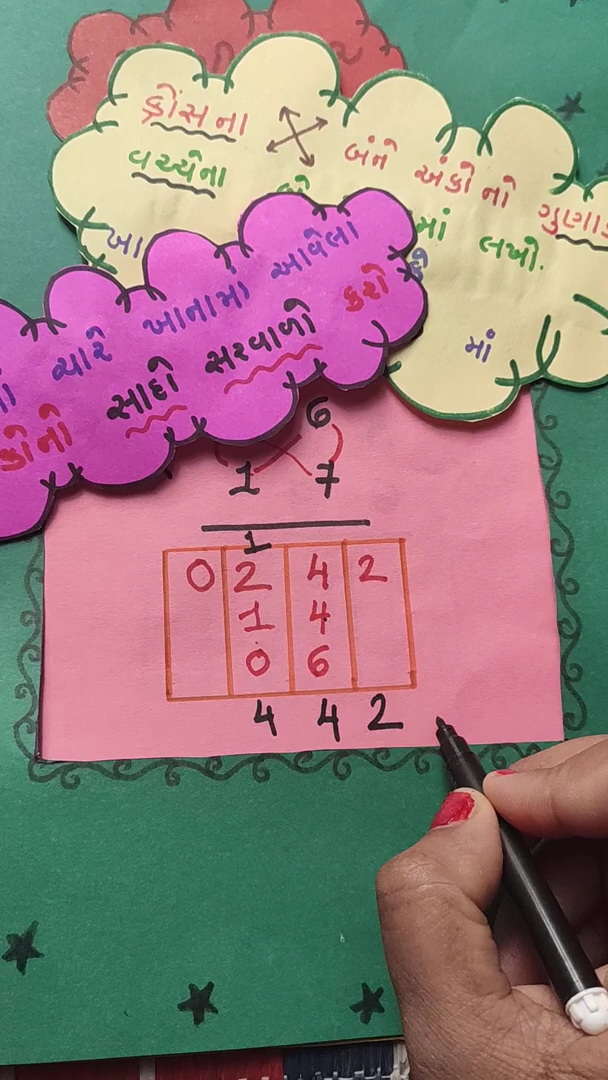 ક્રોસના બંને અંકોનો
વચ્ચેના માં લખો.
માં
ચારે ખાનામાં આવેલા
સાદો સરવાળો કરો
6
1 7
1
0 2 4 2
1 4
0 6
4 4 2